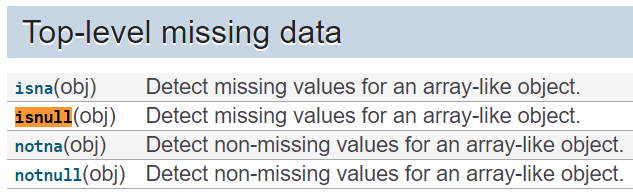 Top-level missing data
isna(obj) Detect missing values for an array-like object.
isnull(obj) Detect missing values for an array-like object.
notna(obj) Detect non-missing values for an array-like object.
notnull(obj) Detect non-missing values for an array-like object.